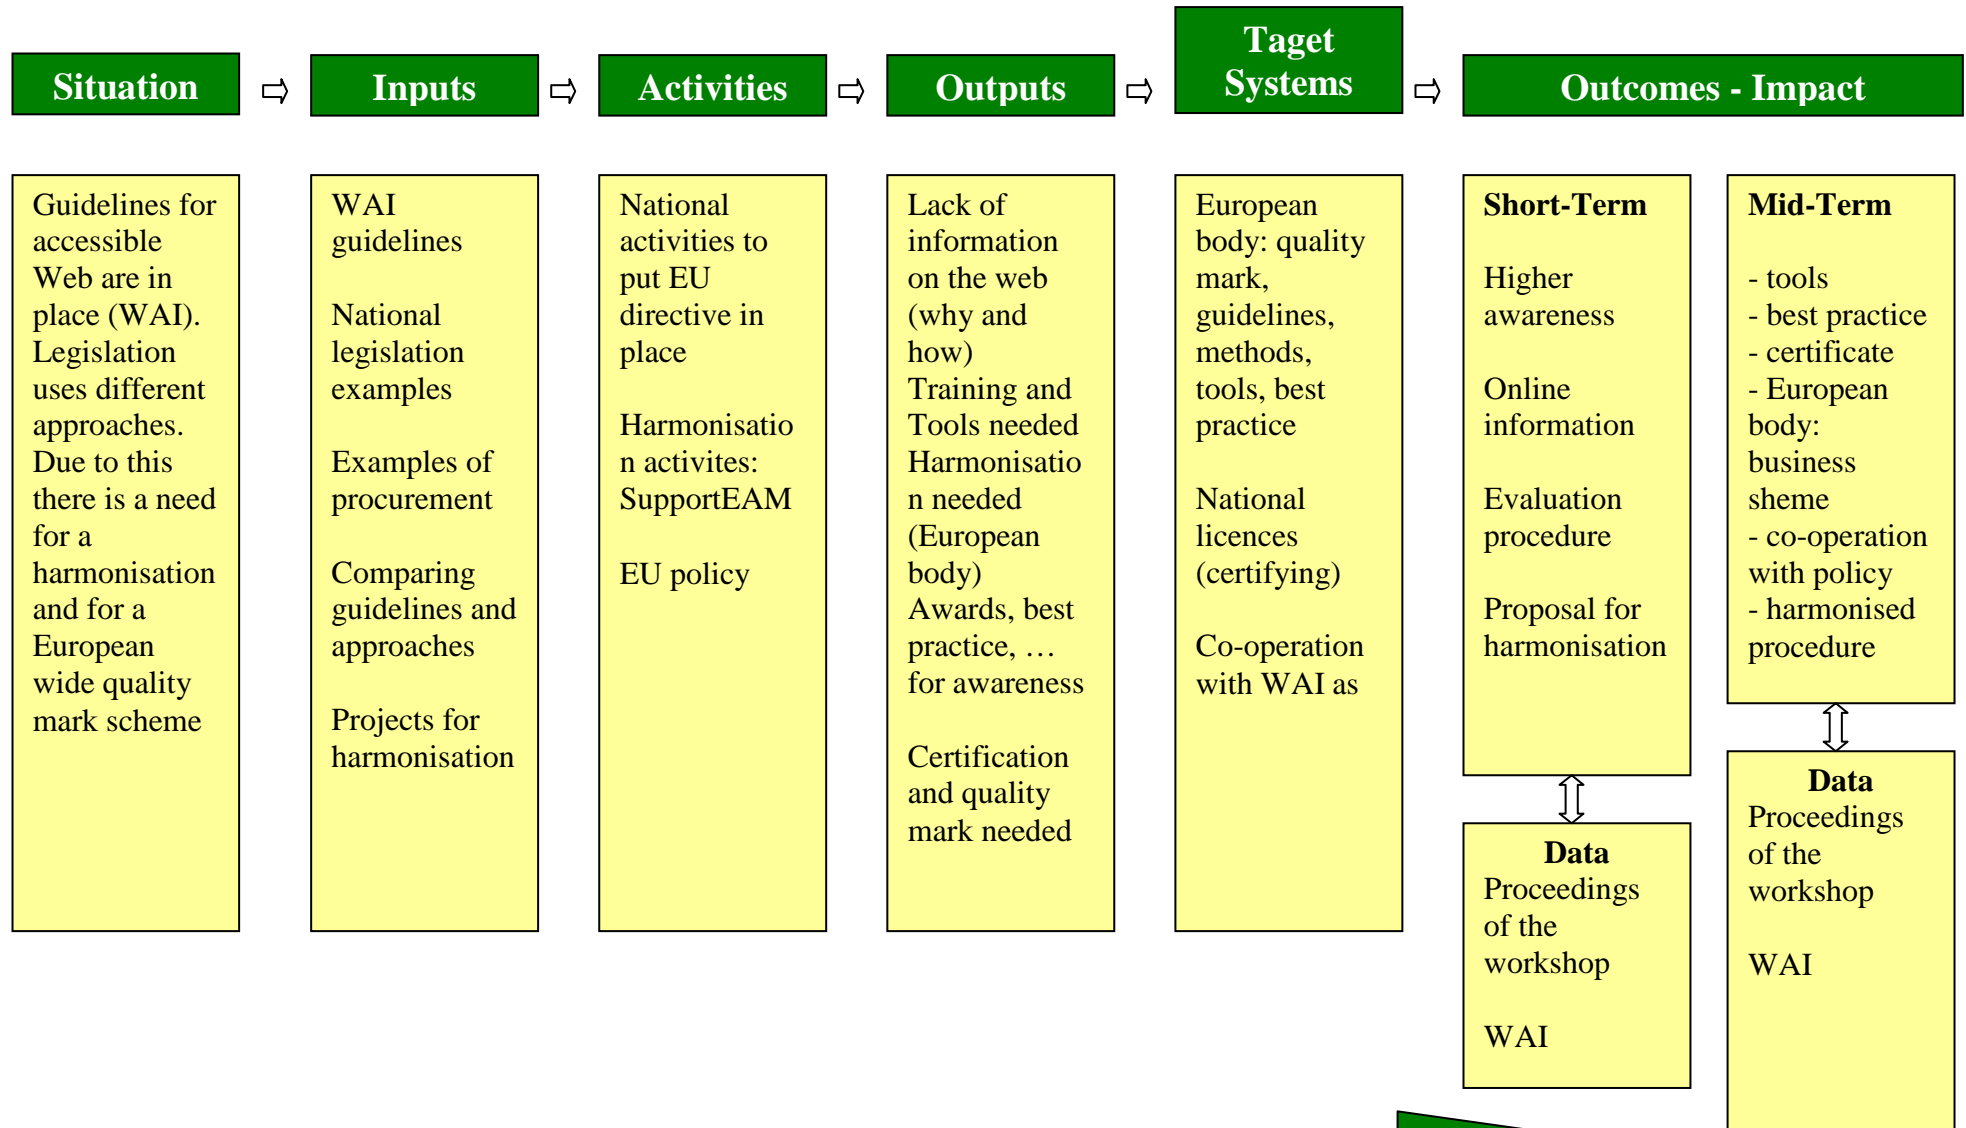 Situation
Inputs
Activities
Outputs
Taget
Systems
Outcomes - Impact
Guidelines for
accessible
Web are in
place (WAI).
Legislation
uses different
approaches.
Due to this
there is a need
for a
harmonisation
and for a
European
wide quality
mark scheme
WAI
guidelines
National
legislation
examples
Examples of
procurement
Comparing
guidelines and
approaches
Projects for
harmonisation
National
activities to
put EU
directive in
place
Harmonisatio
n activites:
SupportEAM
EU policy
Lack of
information
on the web
(why and
how)
Training and
Tools needed
Harmonisatio
n needed
(European
body)
Awards, best
practice, …
for awareness
Certification
and quality
mark needed
European
body: quality
mark,
guidelines,
methods,
tools, best
practice
National
licences
(certifying)
Co-operation
with WAI as
Short-Term
Higher
awareness
Online
information
Evaluation
procedure
Proposal for
harmonisation
Data
Proceedings
of the
workshop
WAI
Mid-Term
- tools
- best practice
- certificate
- European
body:
business
sheme
- co-operation
with policy
- harmonised
procedure
Data
Proceedings
of the
workshop
WAI